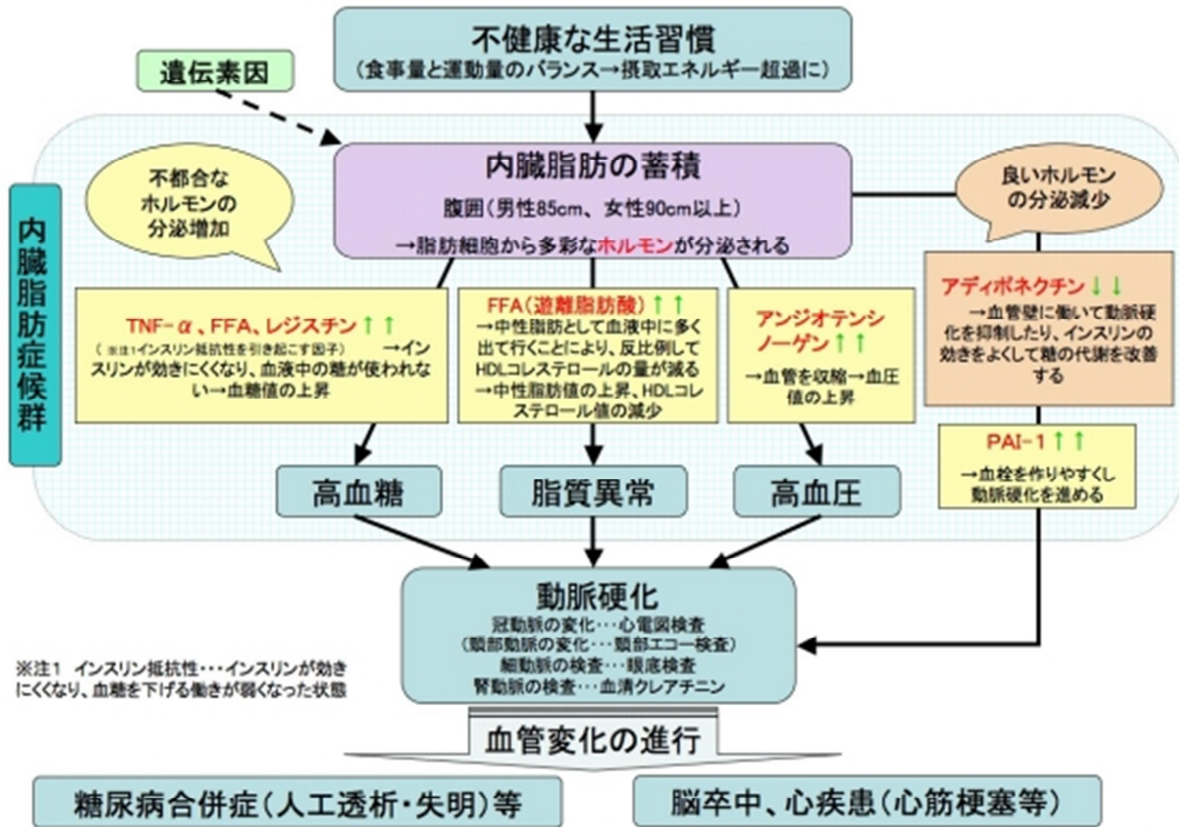 不健康な生活習慣
（食事量と運動量のバランス→摂取エネルギー超過に）
遺伝素因
内臓脂肪症候群
不都合な
ホルモンの
分泌増加
内臓脂肪の蓄積
腹囲（男性85cm、女性90cm以上）
→脂肪細胞から多彩なホルモンが分泌される
良いホルモン
の分泌減少
TNF-α、FFA、レジスチン↑↑
（※注1インスリン抵抗性を引き起こす因子） →イン
スリンが効きにくくなり、血液中の糖が使われな
い→血糖値の上昇
FFA（遊離脂肪酸）↑↑
→中性脂肪として血液中に多く
出て行くことにより、反比例して
HDLコレステロールの量が減る
→中性脂肪値の上昇、HDLコレ
ステロール値の減少
アンジオテンシ
ノーゲン↑↑
→血管を収縮→血圧
値の上昇
アディポネクチン↓↓
→血管壁に働いて動脈硬
化を抑制したり、インスリンの
効きをよくして糖の代謝を改善
する
PAI-1↑↑
→血栓を作りやすくし
動脈硬化を進める
高血糖
脂質異常
高血圧
動脈硬化
冠動脈の変化･･･心電図検査
（頸部動脈の変化･･･頸部エコー検査）
細動脈の検査･･･眼底検査
腎動脈の検査･･･血清クレアチニン
※注1 インスリン抵抗性･･･インスリンが効き
にくくなり、血糖を下げる働きが弱くなった状態
血管変化の進行
糖尿病合併症（人工透析・失明）等
脳卒中、心疾患（心筋梗塞等）